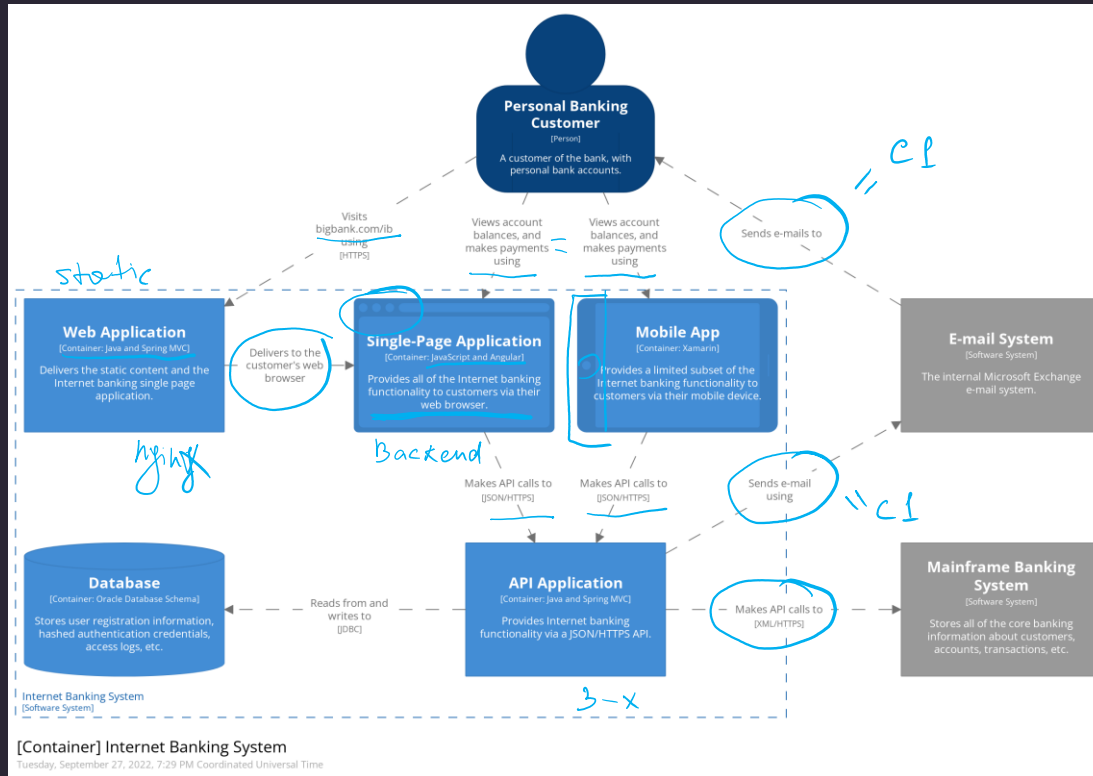 Personal Banking
Customer
[Person]
A customer of the bank, with
personal bank accounts.
C1
Visits
bigbank.com/ib
using
[HTTPS]
Views account
balances, and
makes payments
using
=
Views account
balances, and
makes payments
using
Sends e-mails to
static
Web Application
[Container: Java and Spring MVC]
Delivers the static content and the
Internet banking single page
application.
Delivers to the
customer's web
browser
Single-Page Application
[Container: JavaScript and Angular]
Provides all of the Internet banking
functionality to customers via their
web browser.
Mobile App
[Container: Xamarin]
Provides a limited subset of the
Internet banking functionality to
customers via their mobile device.
E-mail System
[Software System]
The internal Microsoft Exchange
e-mail system.
nginx
Backend
Makes API calls to
[JSON/HTTPS]
Makes API calls to
[JSON/HTTPS]
Sends e-mail
using
" C1
Database
[Container: Oracle Database Schema]
Stores user registration information,
hashed authentication credentials,
access logs, etc.
Reads from and
writes to
[JDBC]
API Application
[Container: Java and Spring MVC]
Provides Internet banking
functionality via a JSON/HTTPS API.
Makes API calls to
[XML/HTTPS]
Mainframe Banking
System
[Software System]
Stores all of the core banking
information about customers,
accounts, transactions, etc.
3-x
Internet Banking System
[Software System]
[Container] Internet Banking System
Tuesday, September 27, 2022, 7:29 PM Coordinated Universal Time